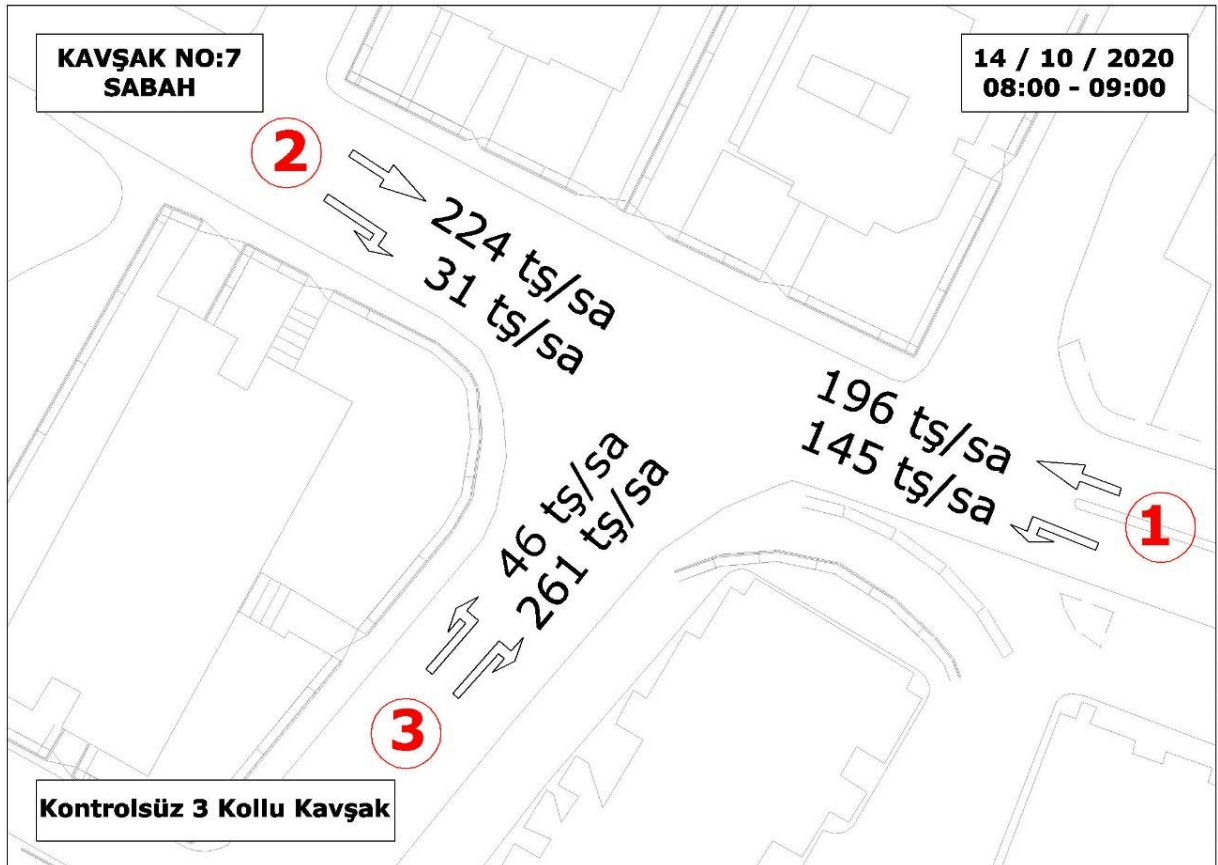 KAVŞAK NO:7
SABAH
14 / 10 / 2020
08:00 - 09:00
2
224 tş/sa
31 tş/sa
196 tş/sa
145 tş/sa
1
46 tş/sa
261 tş/sa
3
Kontrolsüz 3 Kollu Kavşak